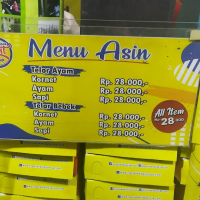 Menu Asin
Telor Ayam
Kornet Rp. 28.000,-
Ayam Rp. 28.000,-
Sapi Rp. 28.000,-
Telor Bebek
Kornet Rp. 28.000,-
Ayam Rp. 28.000,-
Sapi Rp. 28.000,-
All Item
28.000